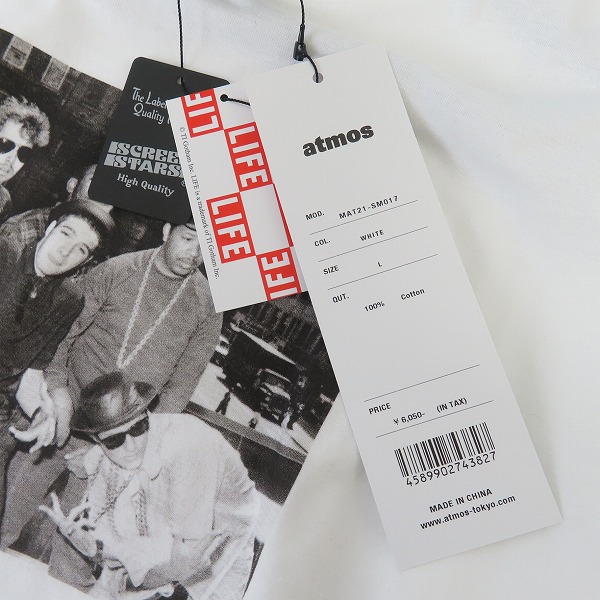 The Label
Quality
SCREE
STARS
High Quality
© TI Gotham Inc. LIFE is a
trademark of TI Gotham Inc.
LIFE
LIFE
LIFE
LIFE
LIFE
atmos
MOD. MAT21-SM017
COL. WHITE
SIZE L
QUT. 100% Cotton
PRICE
¥ 6,050- (IN TAX)
4589902743827
MADE IN CHINA
www.atmos-tokyo.com